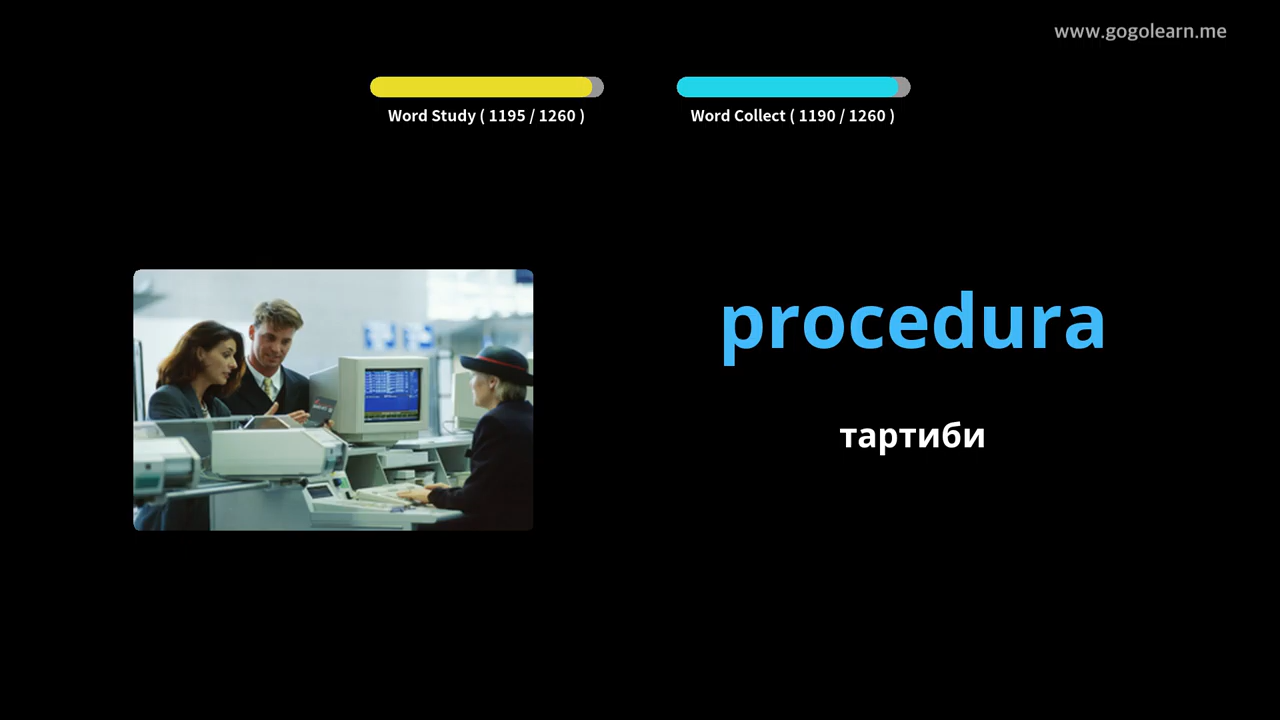 www.gogolearn.me
Word Study ( 1195 / 1260 )
Word Collect ( 1190 / 1260 )
procedura
тартиби